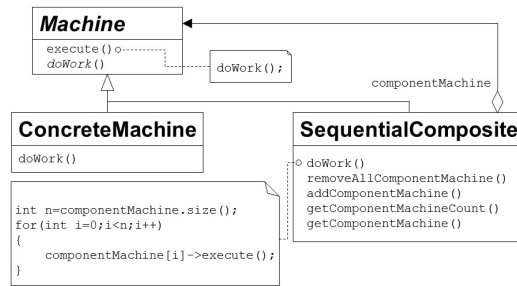 Machine
execute()
doWork()
doWork();
componentMachine
ConcreteMachine
doWork()
SequentialComposite
doWork()
removeAllComponentMachine()
addComponentMachine()
getComponentMachineCount()
getComponentMachine()
int n=componentMachine.size();
for(int i=0;i<n;i++)
{
componentMachine[i]->execute();
}